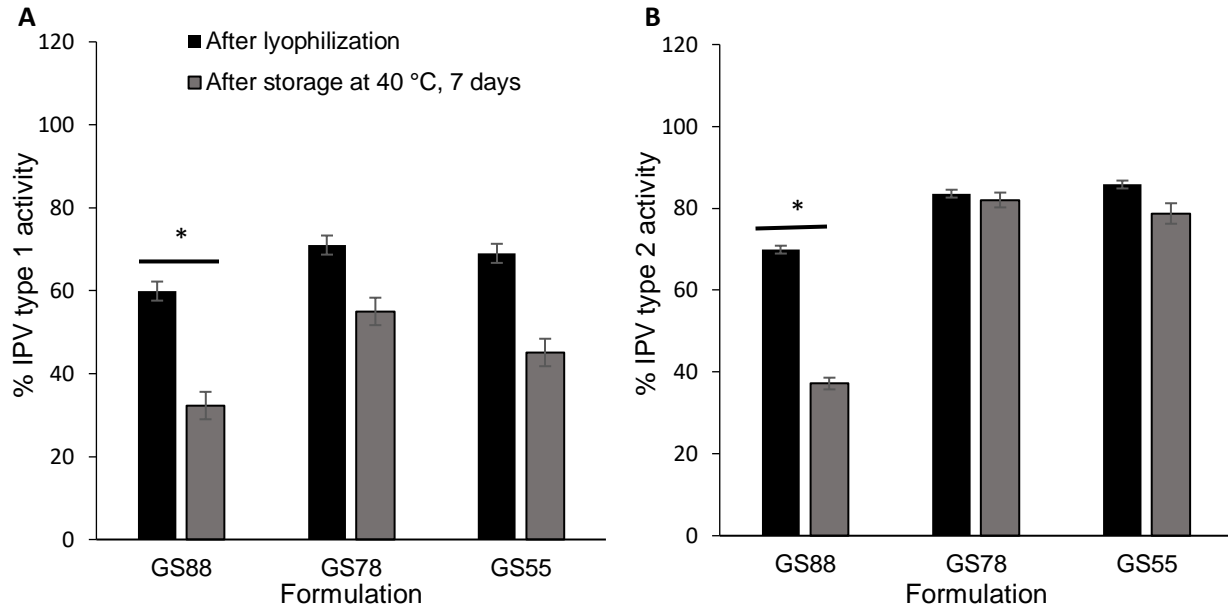 A
After lyophilization
After storage at 40 °C, 7 days
% IPV type 1 activity
120
100
80
60
40
20
0
*
GS88 GS78 GS55
Formulation
B
% IPV type 2 activity
120
100
80
60
40
20
0
*
GS88 GS78 GS55
Formulation